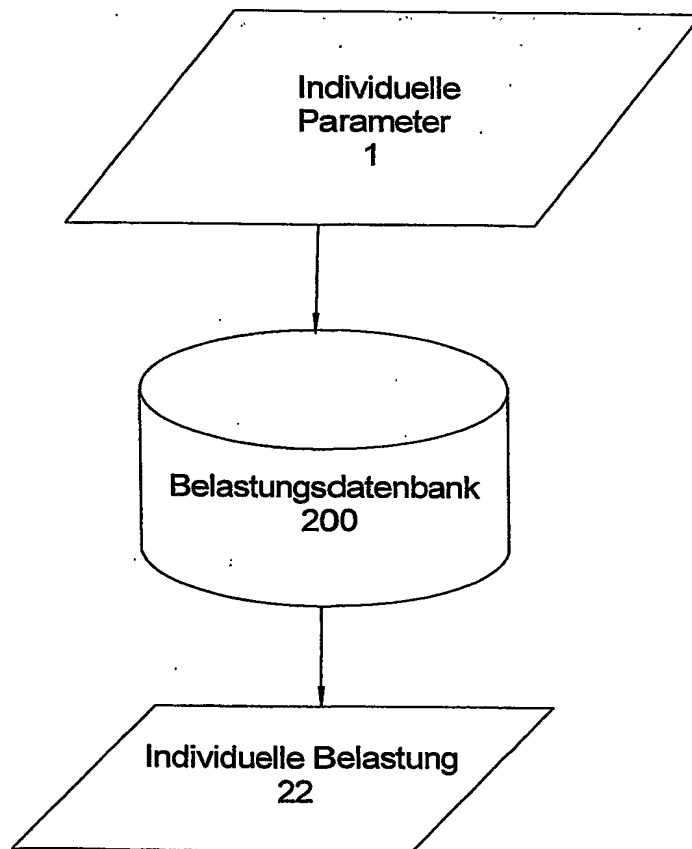 Individuelle
Parameter
1
Belastungsdatenbank
200
Individuelle Belastung
22